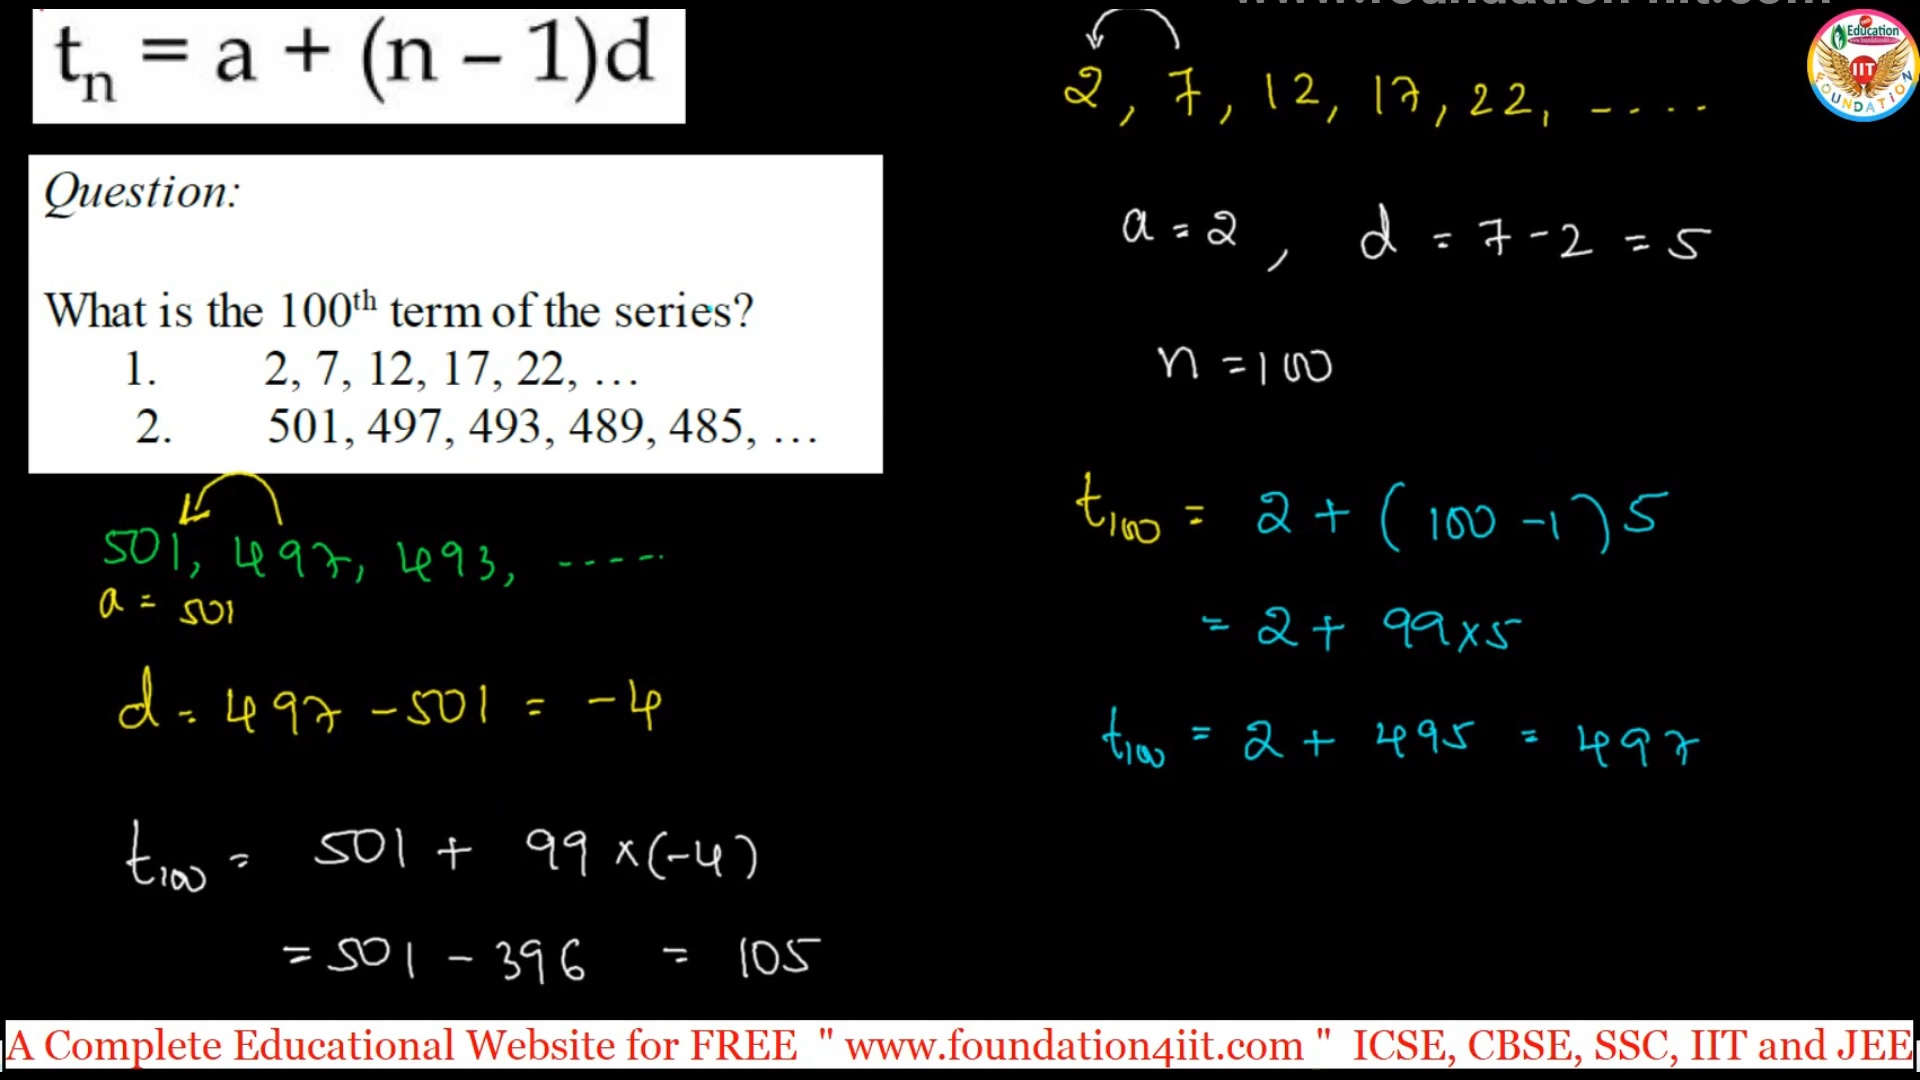 tn = a + (n – 1)d
Question:
What is the 100th term of the series?
1. 2, 7, 12, 17, 22, …
2. 501, 497, 493, 489, 485, …
501, 497, 493, -----
a = 501
d = 497 - 501 = -4
t100 = 501 + 99 x (-4)
= 501 - 396 = 105
2, 7, 12, 17, 22, ....
a = 2, d = 7 - 2 = 5
n = 100
t100 = 2 + (100 - 1) 5
= 2 + 99 x 5
t100 = 2 + 495 = 497
Education
IIT
FOUNDATION
A Complete Educational Website for FREE " www.foundation4iit.com " ICSE, CBSE, SSC, IIT and JEE